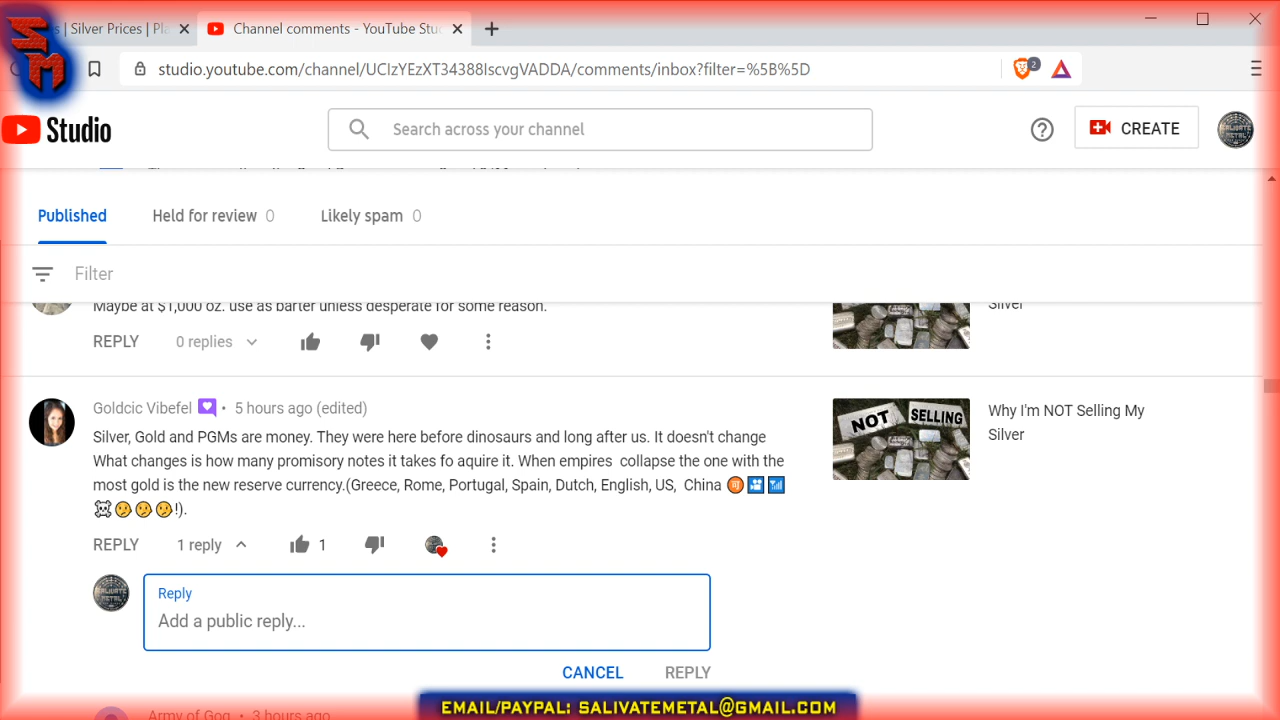 s | Silver Prices | Pla
Channel comments - YouTube Stu
SM
studio.youtube.com/channel/UCIzYEzXT34388IscvgVADDA/comments/inbox?filter=%5B%5D
2
Studio
Search across your channel
CREATE
Published
Held for review 0
Likely spam 0
Filter
Maybe at $1,000 oz. use as barter unless desperate for some reason.
Silver
REPLY
0 replies
Goldcic Vibefel • 5 hours ago (edited)
Silver, Gold and PGMs are money. They were here before dinosaurs and long after us. It doesn't change
What changes is how many promisory notes it takes fo aquire it. When empires collapse the one with the
most gold is the new reserve currency.(Greece, Rome, Portugal, Spain, Dutch, English, US, China 🉐🎦📶
☠🤔🤔🤔!).
NOT SELLING
Why I'm NOT Selling My
Silver
REPLY
1 reply
1
Reply
Add a public reply...
CANCEL
REPLY
Army of Gog • 3 hours ago
EMAIL/PAYPAL: SALIVATEMETAL@GMAIL.COM